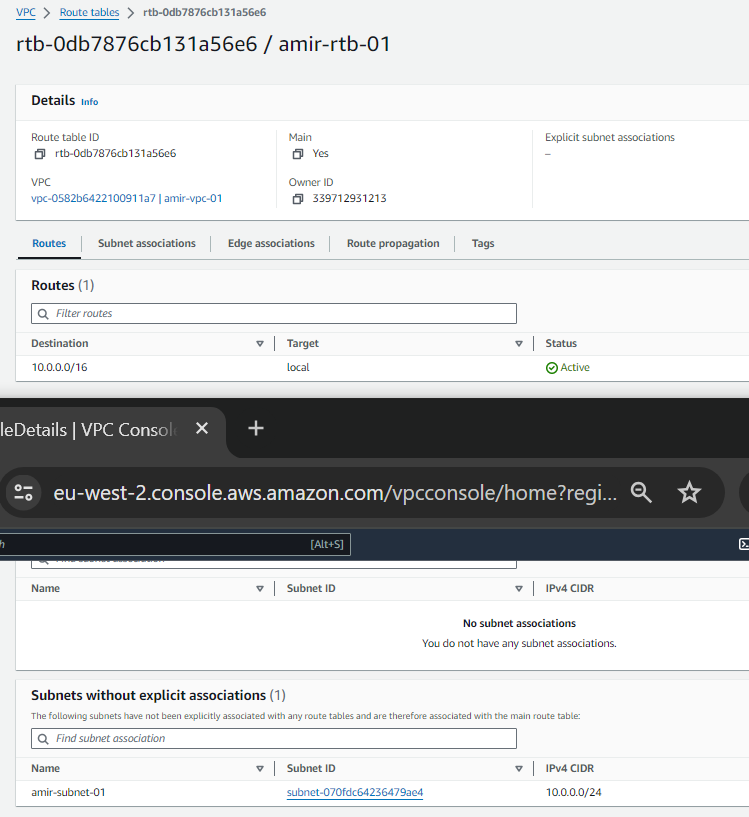 VPC > Route tables > rtb-0db7876cb131a56e6
rtb-0db7876cb131a56e6 / amir-rtb-01
Details Info
Route table ID
rtb-0db7876cb131a56e6
Main
Yes
Explicit subnet associations
–
VPC
vpc-0582b6422100911a7 | amir-vpc-01
Owner ID
339712931213
Routes Subnet associations Edge associations Route propagation Tags
Routes (1)
Filter routes
Destination Target Status
10.0.0.0/16 local Active
leDetails | VPC Consol
eu-west-2.console.aws.amazon.com/vpcconsole/home?regi...
h [Alt+S]
Find subnet association
Name Subnet ID IPv4 CIDR
No subnet associations
You do not have any subnet associations.
Subnets without explicit associations (1)
The following subnets have not been explicitly associated with any route tables and are therefore associated with the main route table:
Find subnet association
Name Subnet ID IPv4 CIDR
amir-subnet-01 subnet-070fdc64236479ae4 10.0.0.0/24